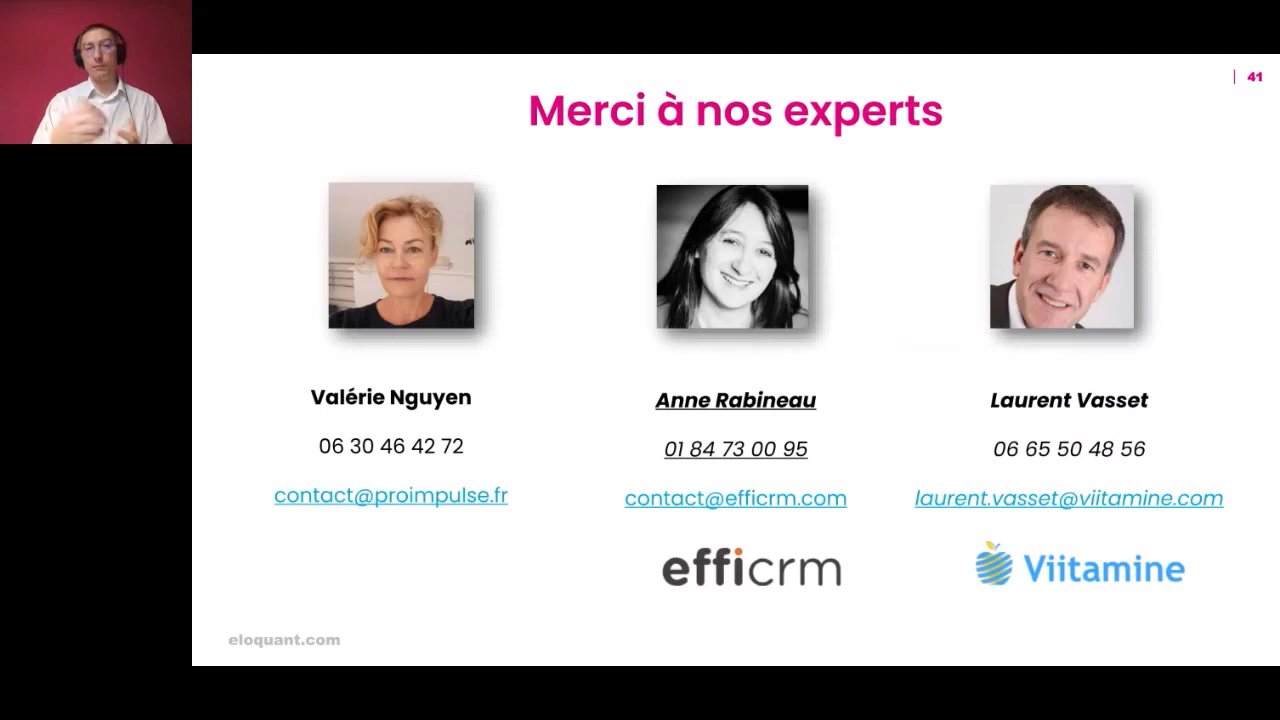 41
Merci à nos experts
Valérie Nguyen
06 30 46 42 72
contact@proimpulse.fr
Anne Rabineau
01 84 73 00 95
contact@efficrm.com
efficrm
Laurent Vasset
06 65 50 48 56
laurent.vasset@viitamine.com
Viitamine
eloquant.com